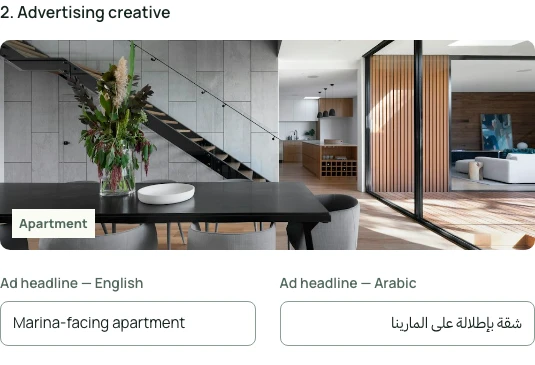 2. Advertising creative
Apartment
Ad headline — English
Marina-facing apartment
Ad headline — Arabic
شقة بإطلالة على المارينا